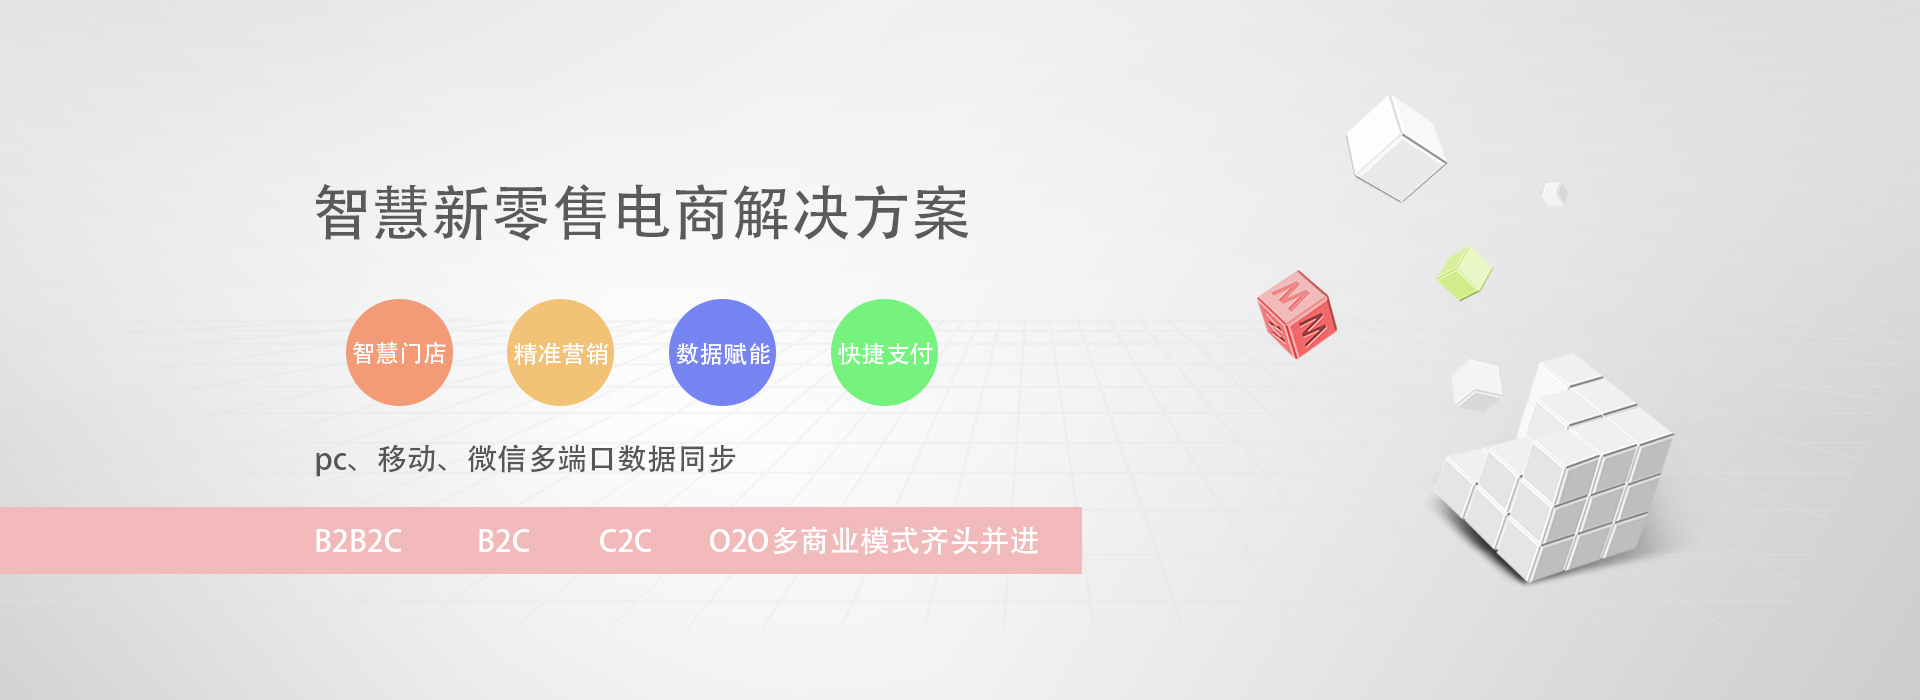 智慧新零售电商解决方案
智慧门店 精准营销 数据赋能 快捷支付
pc、移动、微信多端口数据同步
B2B2C B2C C2C O2O多商业模式齐头并进
M
M
M